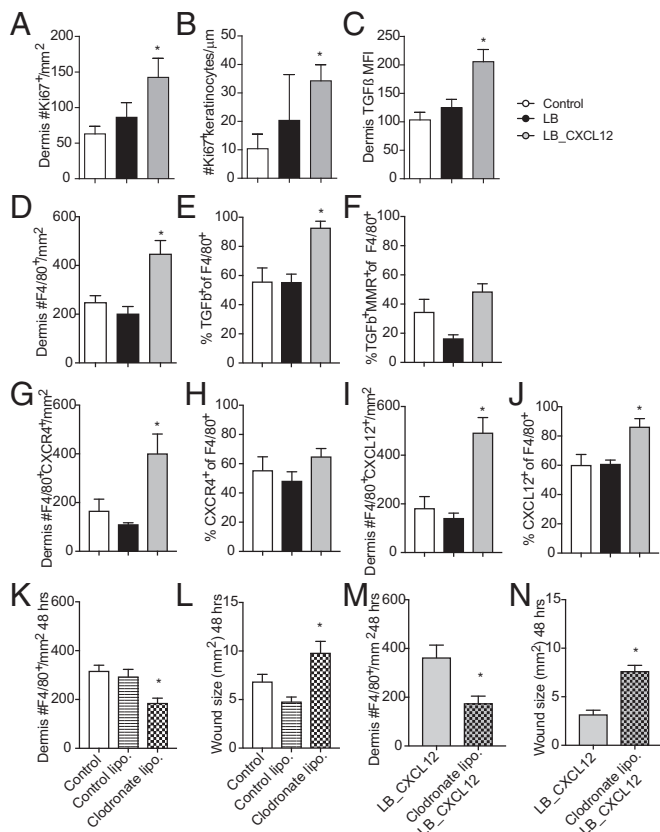 A
Dermis #Ki67+/mm2
150
100
50
0
*
B
#Ki67+keratinocytes/µm
50
40
30
20
10
0
*
C
Dermis TGFß MFI
250
200
150
100
50
0
*
Control
LB
LB_CXCL12
D
Dermis #F4/80+/mm2
600
400
200
0
*
E
% TGFb+of F4/80+
100
80
60
40
20
0
*
F
%TGFb+MMR+of F4/80+
100
80
60
40
20
0
G
Dermis #F4/80+CXCR4+/mm2
600
400
200
0
*
H
% CXCR4+ of F4/80+
100
80
60
40
20
0
I
Dermis #F4/80+CXCL12+/mm2
600
400
200
0
*
J
% CXCL12+ of F4/80+
100
80
60
40
20
0
*
K
Dermis #F4/80+/mm2 48 hrs
600
400
200
0
*
Control
Control lipo.
Clodronate lipo.
L
Wound size (mm2) 48 hrs
15
10
5
0
*
Control
Control lipo.
Clodronate lipo.
M
Dermis #F4/80+/mm 248 hrs
600
400
200
0
*
LB_CXCL12
Clodronate lipo.
LB_CXCL12
N
Wound size (mm2) 48 hrs
15
10
5
0
*
LB_CXCL12
Clodronate lipo.
LB_CXCL12